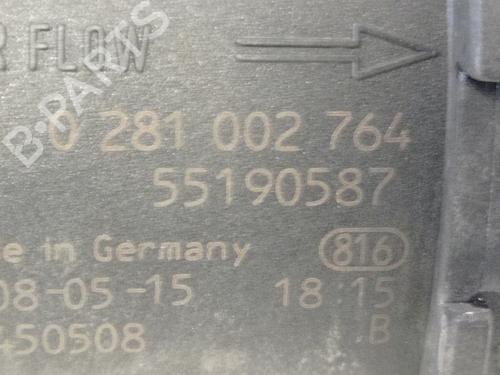 R FLOW
B-PARTS
0 281 002 764
55190587
e in Germany 816
08-05-15 18:15
450508 B